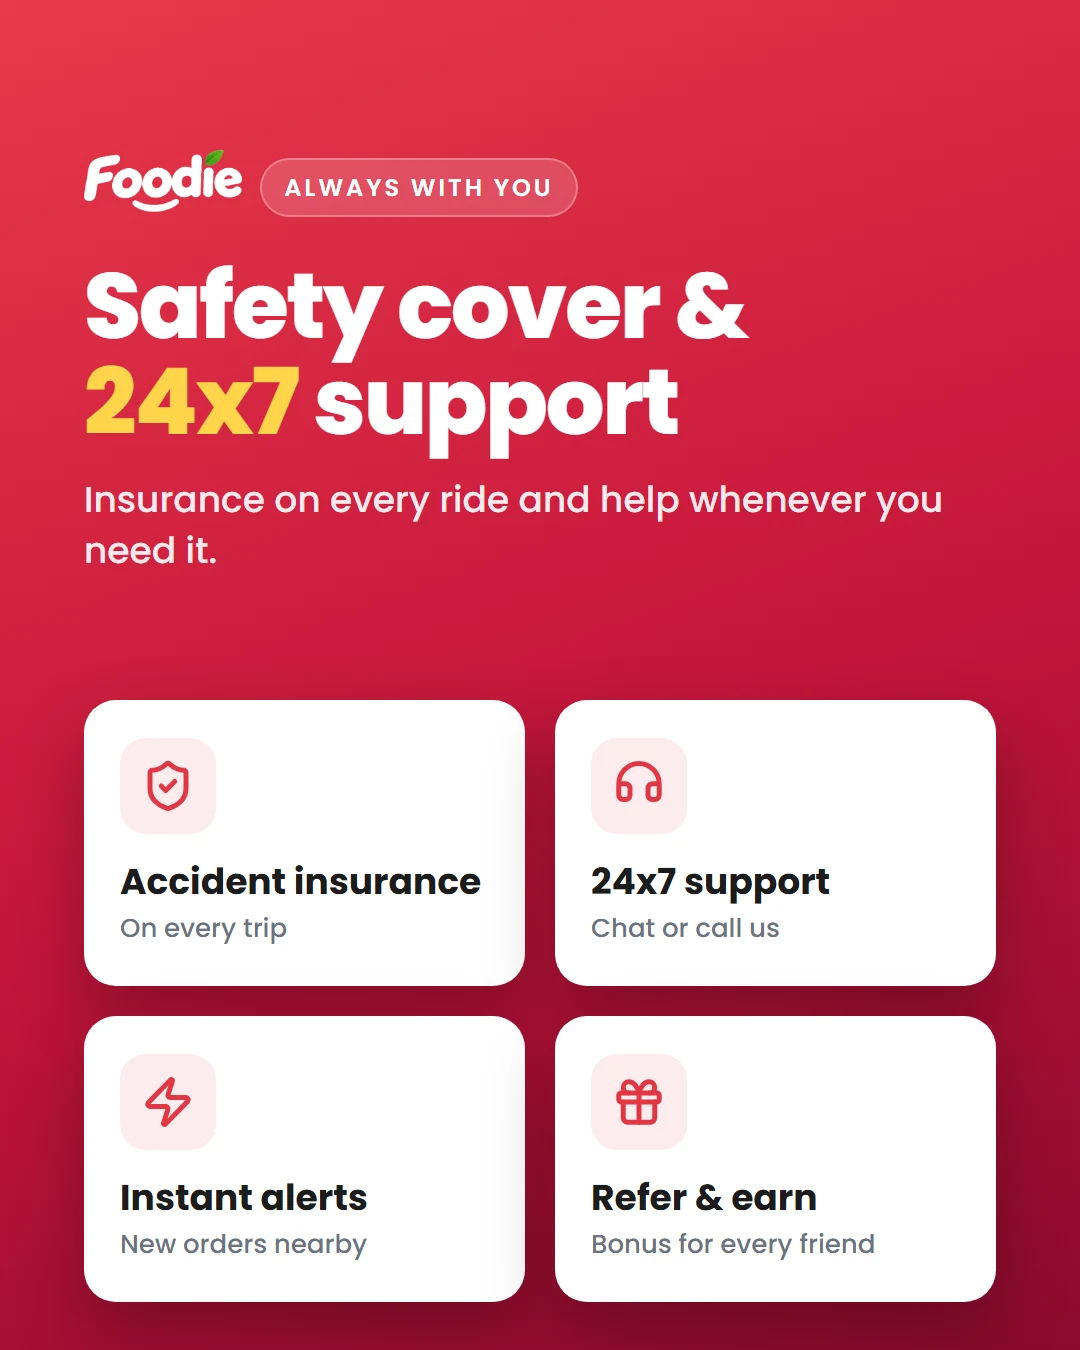 Foodie
ALWAYS WITH YOU
Safety cover &
24x7 support
Insurance on every ride and help whenever you
need it.
Accident insurance
On every trip
24x7 support
Chat or call us
Instant alerts
New orders nearby
Refer & earn
Bonus for every friend